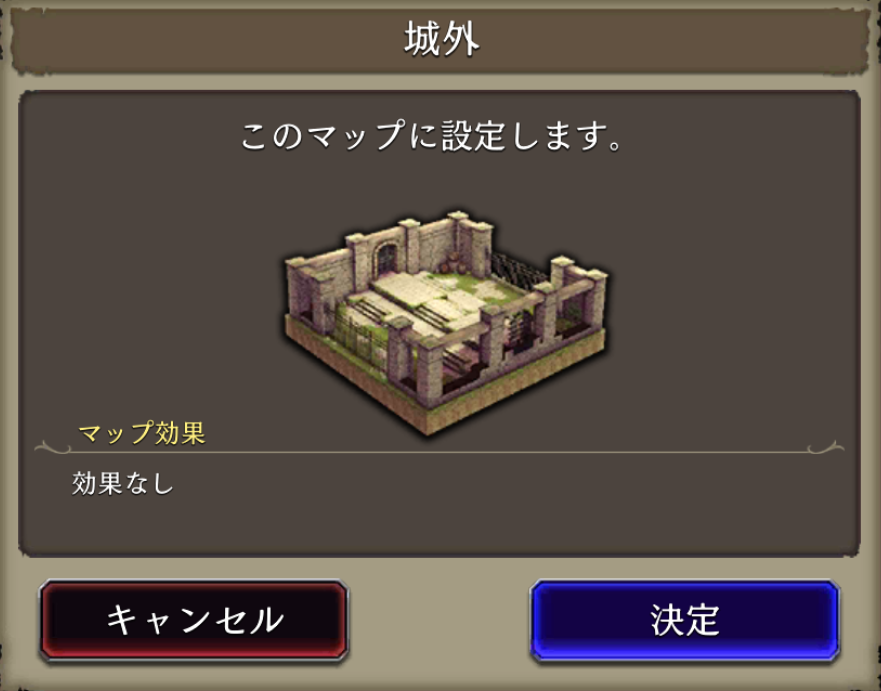 城外
このマップに設定します。
マップ効果
効果なし
キャンセル
決定